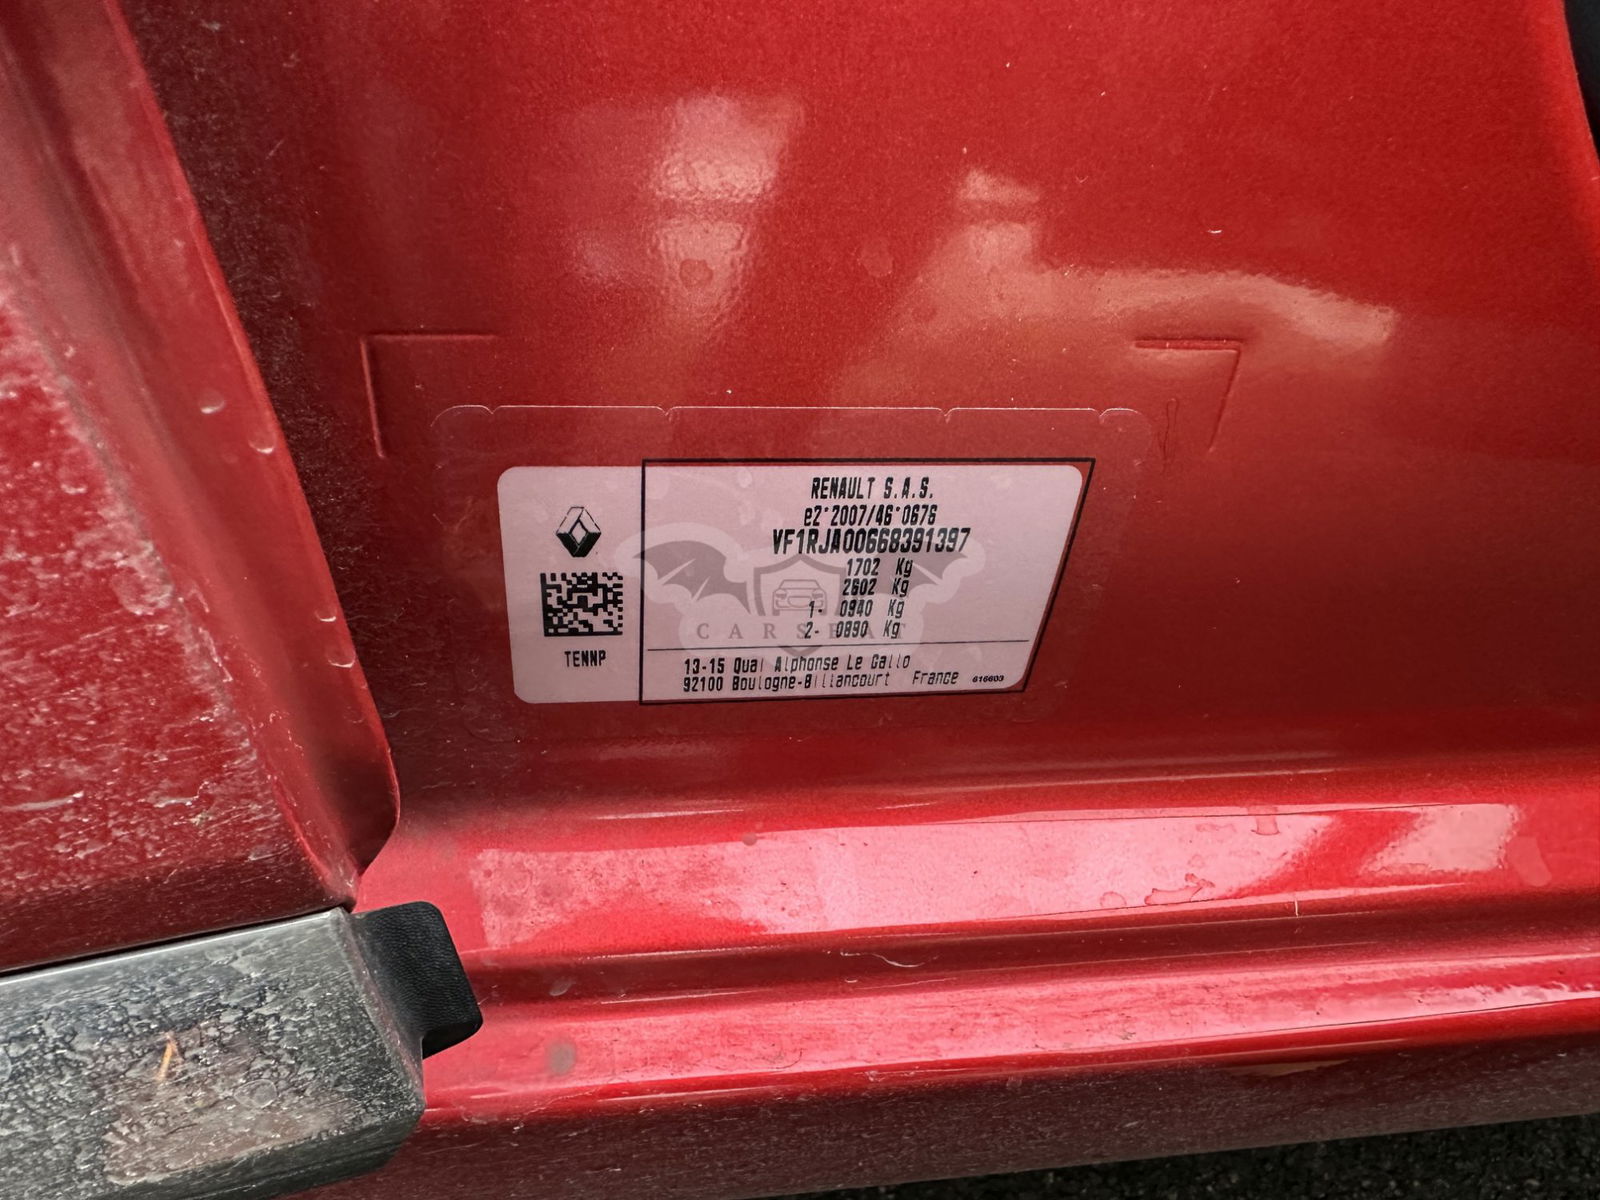 RENAULT S.A.S.
e2*2007/46*0676
VF1RJA00668391397
1702 Kg
2602 Kg
1- 0940 Kg
2- 0890 Kg
CARSEAT
TENNP
13-15 Quai Alphonse Le Gallo
92100 Boulogne-Billancourt France 616603